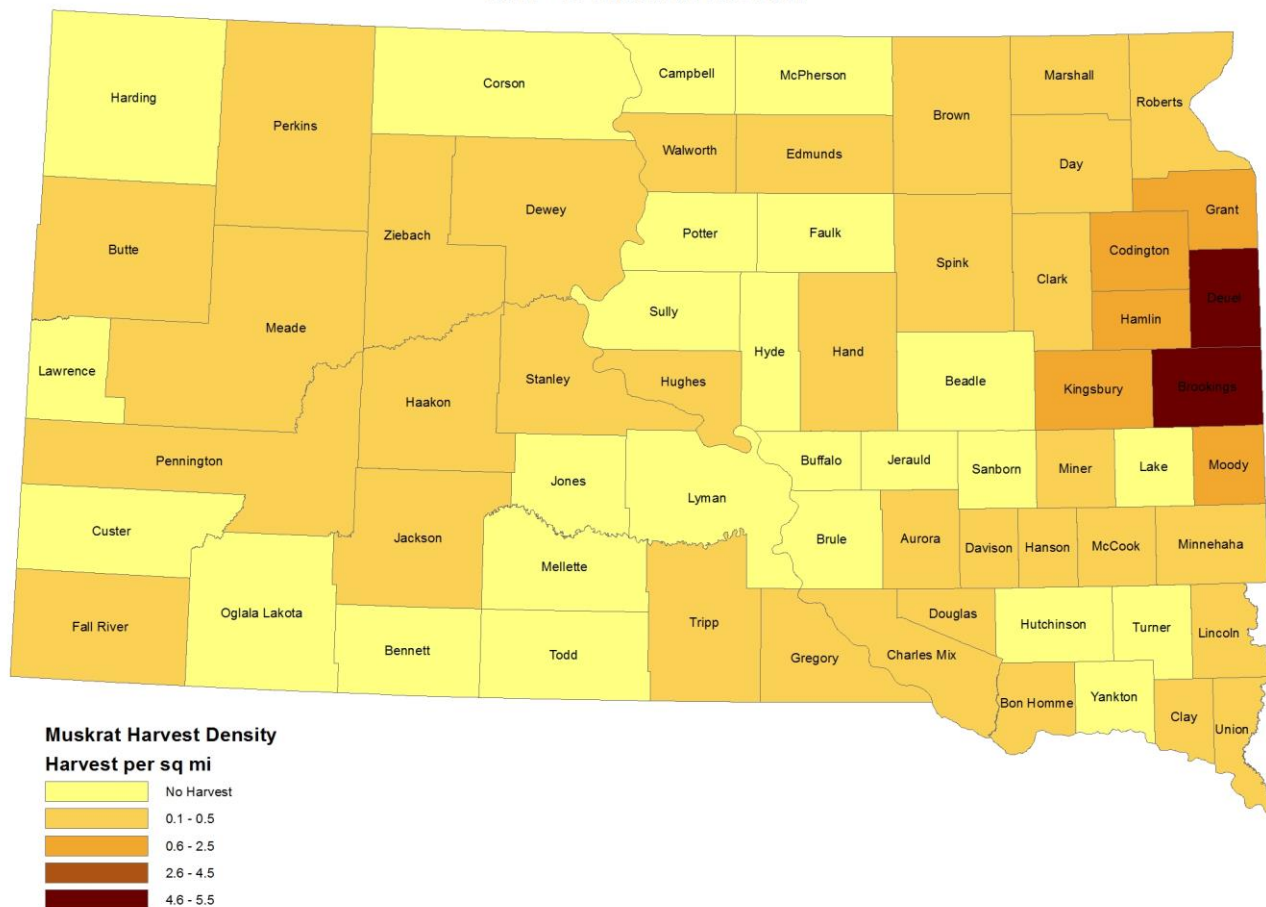 Harding
Perkins
Corson
Campbell
McPherson
Brown
Marshall
Roberts
Walworth
Edmunds
Day
Butte
Ziebach
Dewey
Potter
Faulk
Spink
Clark
Codington
Grant
Meade
Sully
Hyde
Hand
Hamlin
Deuel
Lawrence
Haakon
Stanley
Hughes
Beadle
Kingsbury
Brookings
Pennington
Jones
Lyman
Buffalo
Jerauld
Sanborn
Miner
Lake
Moody
Custer
Jackson
Mellette
Brule
Aurora
Davison
Hanson
McCook
Minnehaha
Fall River
Oglala Lakota
Bennett
Todd
Tripp
Gregory
Douglas
Charles Mix
Hutchinson
Turner
Lincoln
Bon Homme
Yankton
Clay
Union
Muskrat Harvest Density
Harvest per sq mi
No Harvest
0.1 - 0.5
0.6 - 2.5
2.6 - 4.5
4.6 - 5.5